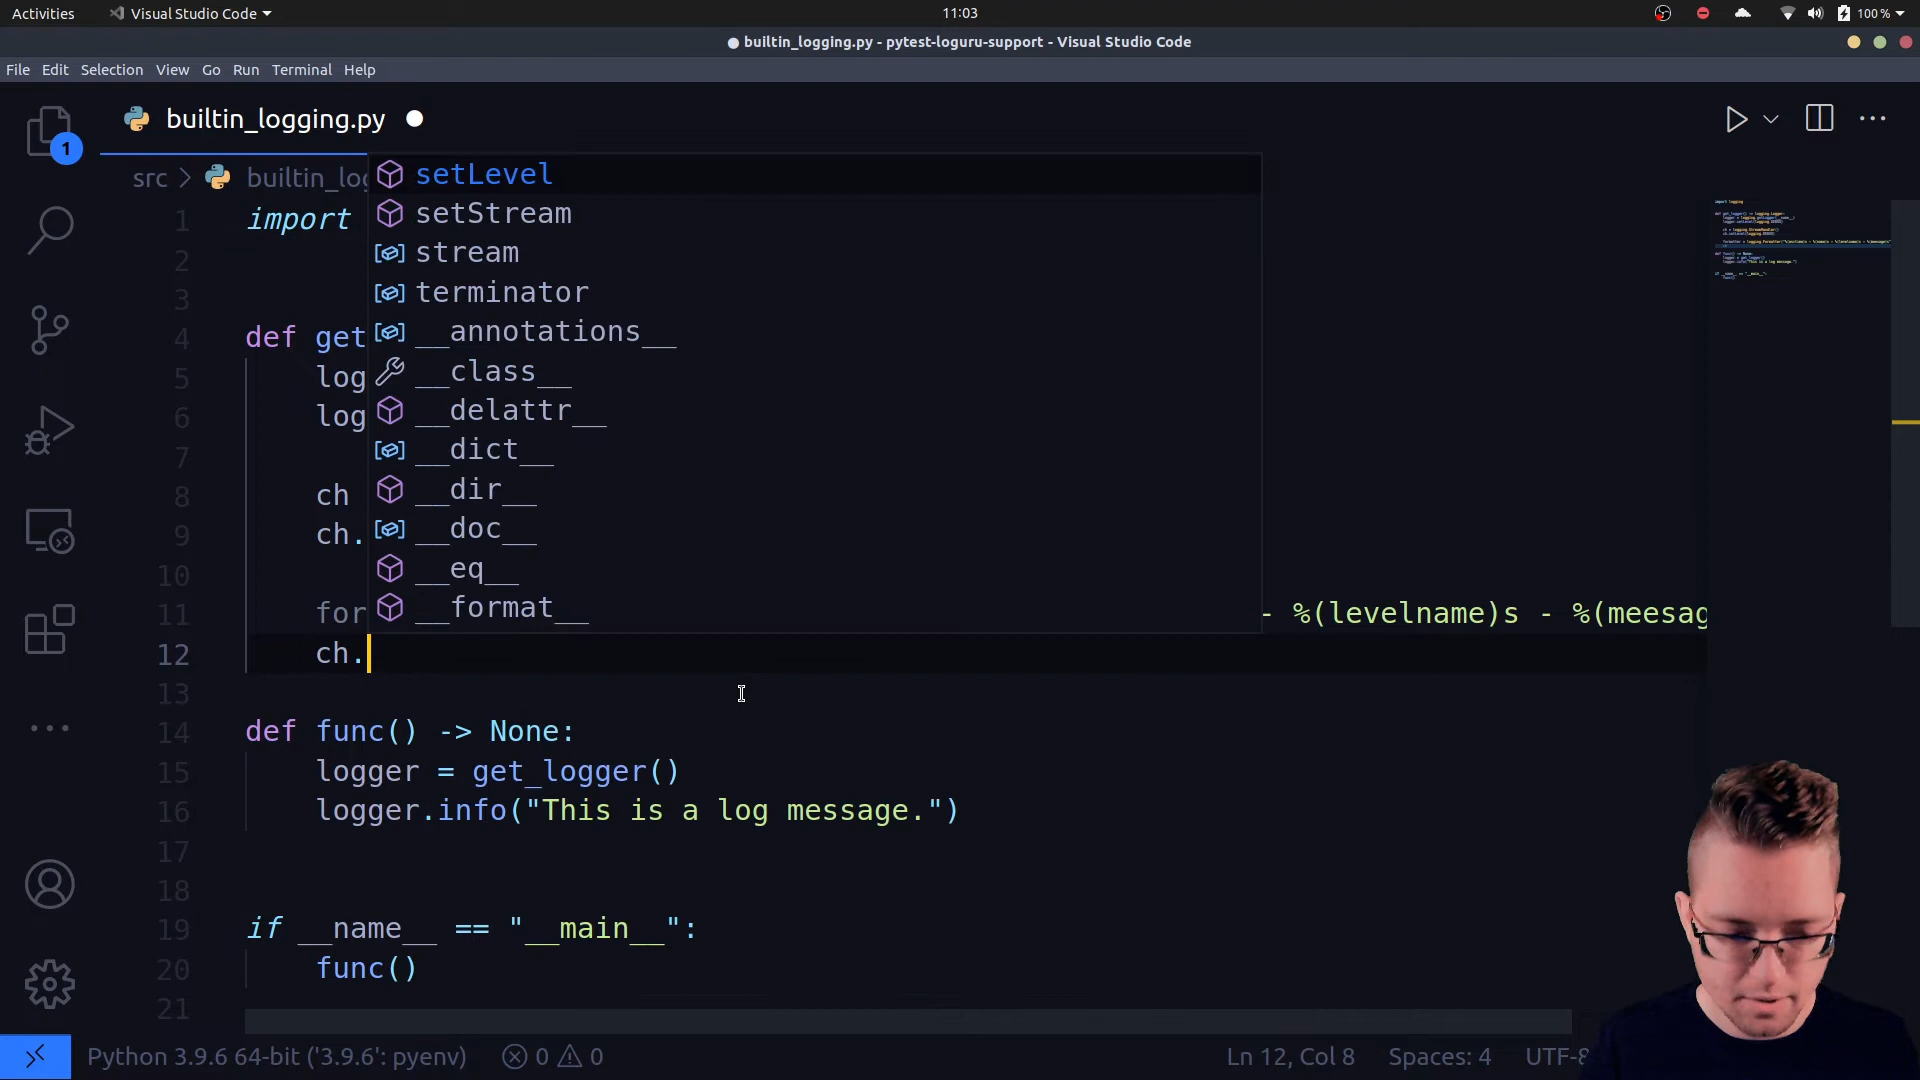 Activities Visual Studio Code 11:03 100 %
● builtin_logging.py - pytest-loguru-support - Visual Studio Code
File Edit Selection View Go Run Terminal Help
builtin_logging.py
1
src > builtin_log
setLevel
setStream
stream
terminator
__annotations__
__class__
__delattr__
__dict__
__dir__
__doc__
__eq__
__format__
1 import
2
3
4 def get
5 log
6 log
7
8 ch
9 ch.
10
11 for - %(levelname)s - %(meesag
12 ch.
13
14 def func() -> None:
15 logger = get_logger()
16 logger.info("This is a log message.")
17
18
19 if __name__ == "__main__":
20 func()
21
Python 3.9.6 64-bit ('3.9.6': pyenv) 0 0 Ln 12, Col 8 Spaces: 4 UTF-8